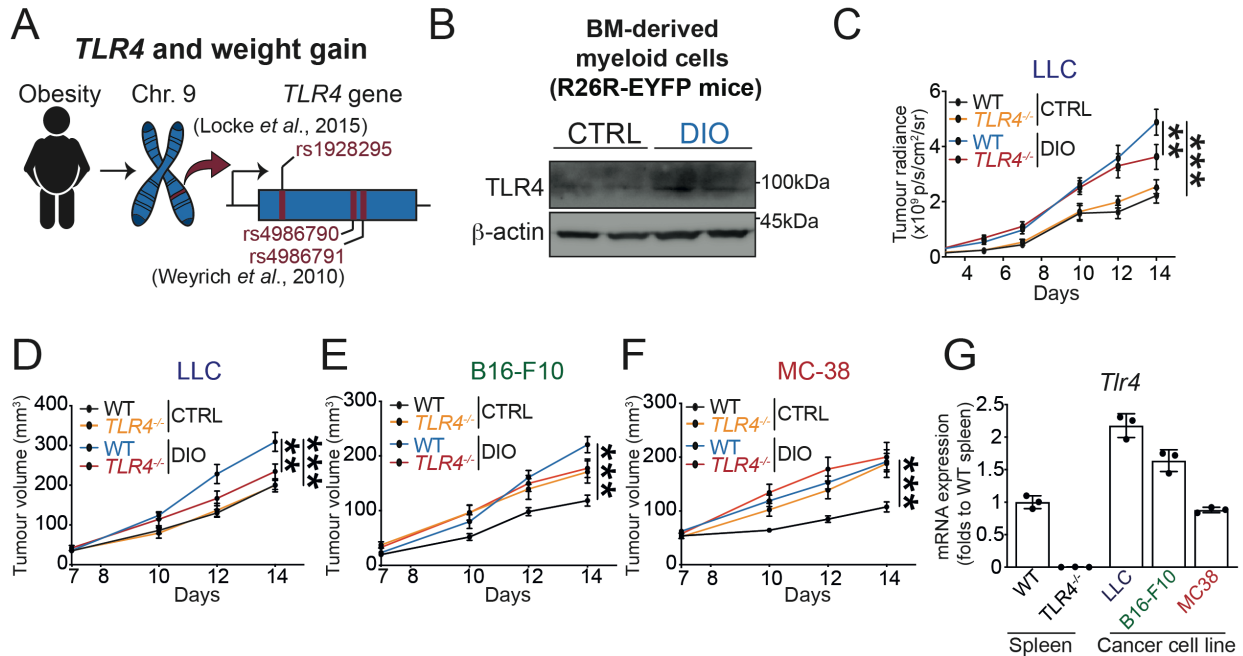 A
TLR4 and weight gain
Obesity
Chr. 9
TLR4 gene
(Locke et al., 2015)
rs1928295
rs4986790
rs4986791
(Weyrich et al., 2010)
B
BM-derived
myeloid cells
(R26R-EYFP mice)
CTRL DIO
TLR4
-100kDa
45kDa
β-actin
C
LLC
Tumour radiance
(x10⁹ p/s/cm²/sr)
6
4
2
0
WT
TLR4-/-
CTRL
WT
TLR4-/-
DIO
**
***
4 6 8 10 12 14
Days
D
LLC
Tumour volume (mm³)
400
300
200
100
0
WT
TLR4-/-
CTRL
WT
TLR4-/-
DIO
**
***
7 8 10 12 14
Days
E
B16-F10
Tumour volume (mm³)
300
200
100
0
WT
TLR4-/-
CTRL
WT
TLR4-/-
DIO
***
7 8 10 12 14
Days
F
MC-38
Tumour volume (mm³)
300
200
100
0
WT
TLR4-/-
CTRL
WT
TLR4-/-
DIO
***
7 8 10 12 14
Days
G
Tlr4
mRNA expression
(folds to WT spleen)
2.5
2
1.5
1
0.5
0
WT
TLR4-/-
LLC
B16-F10
MC38
Spleen
Cancer cell line